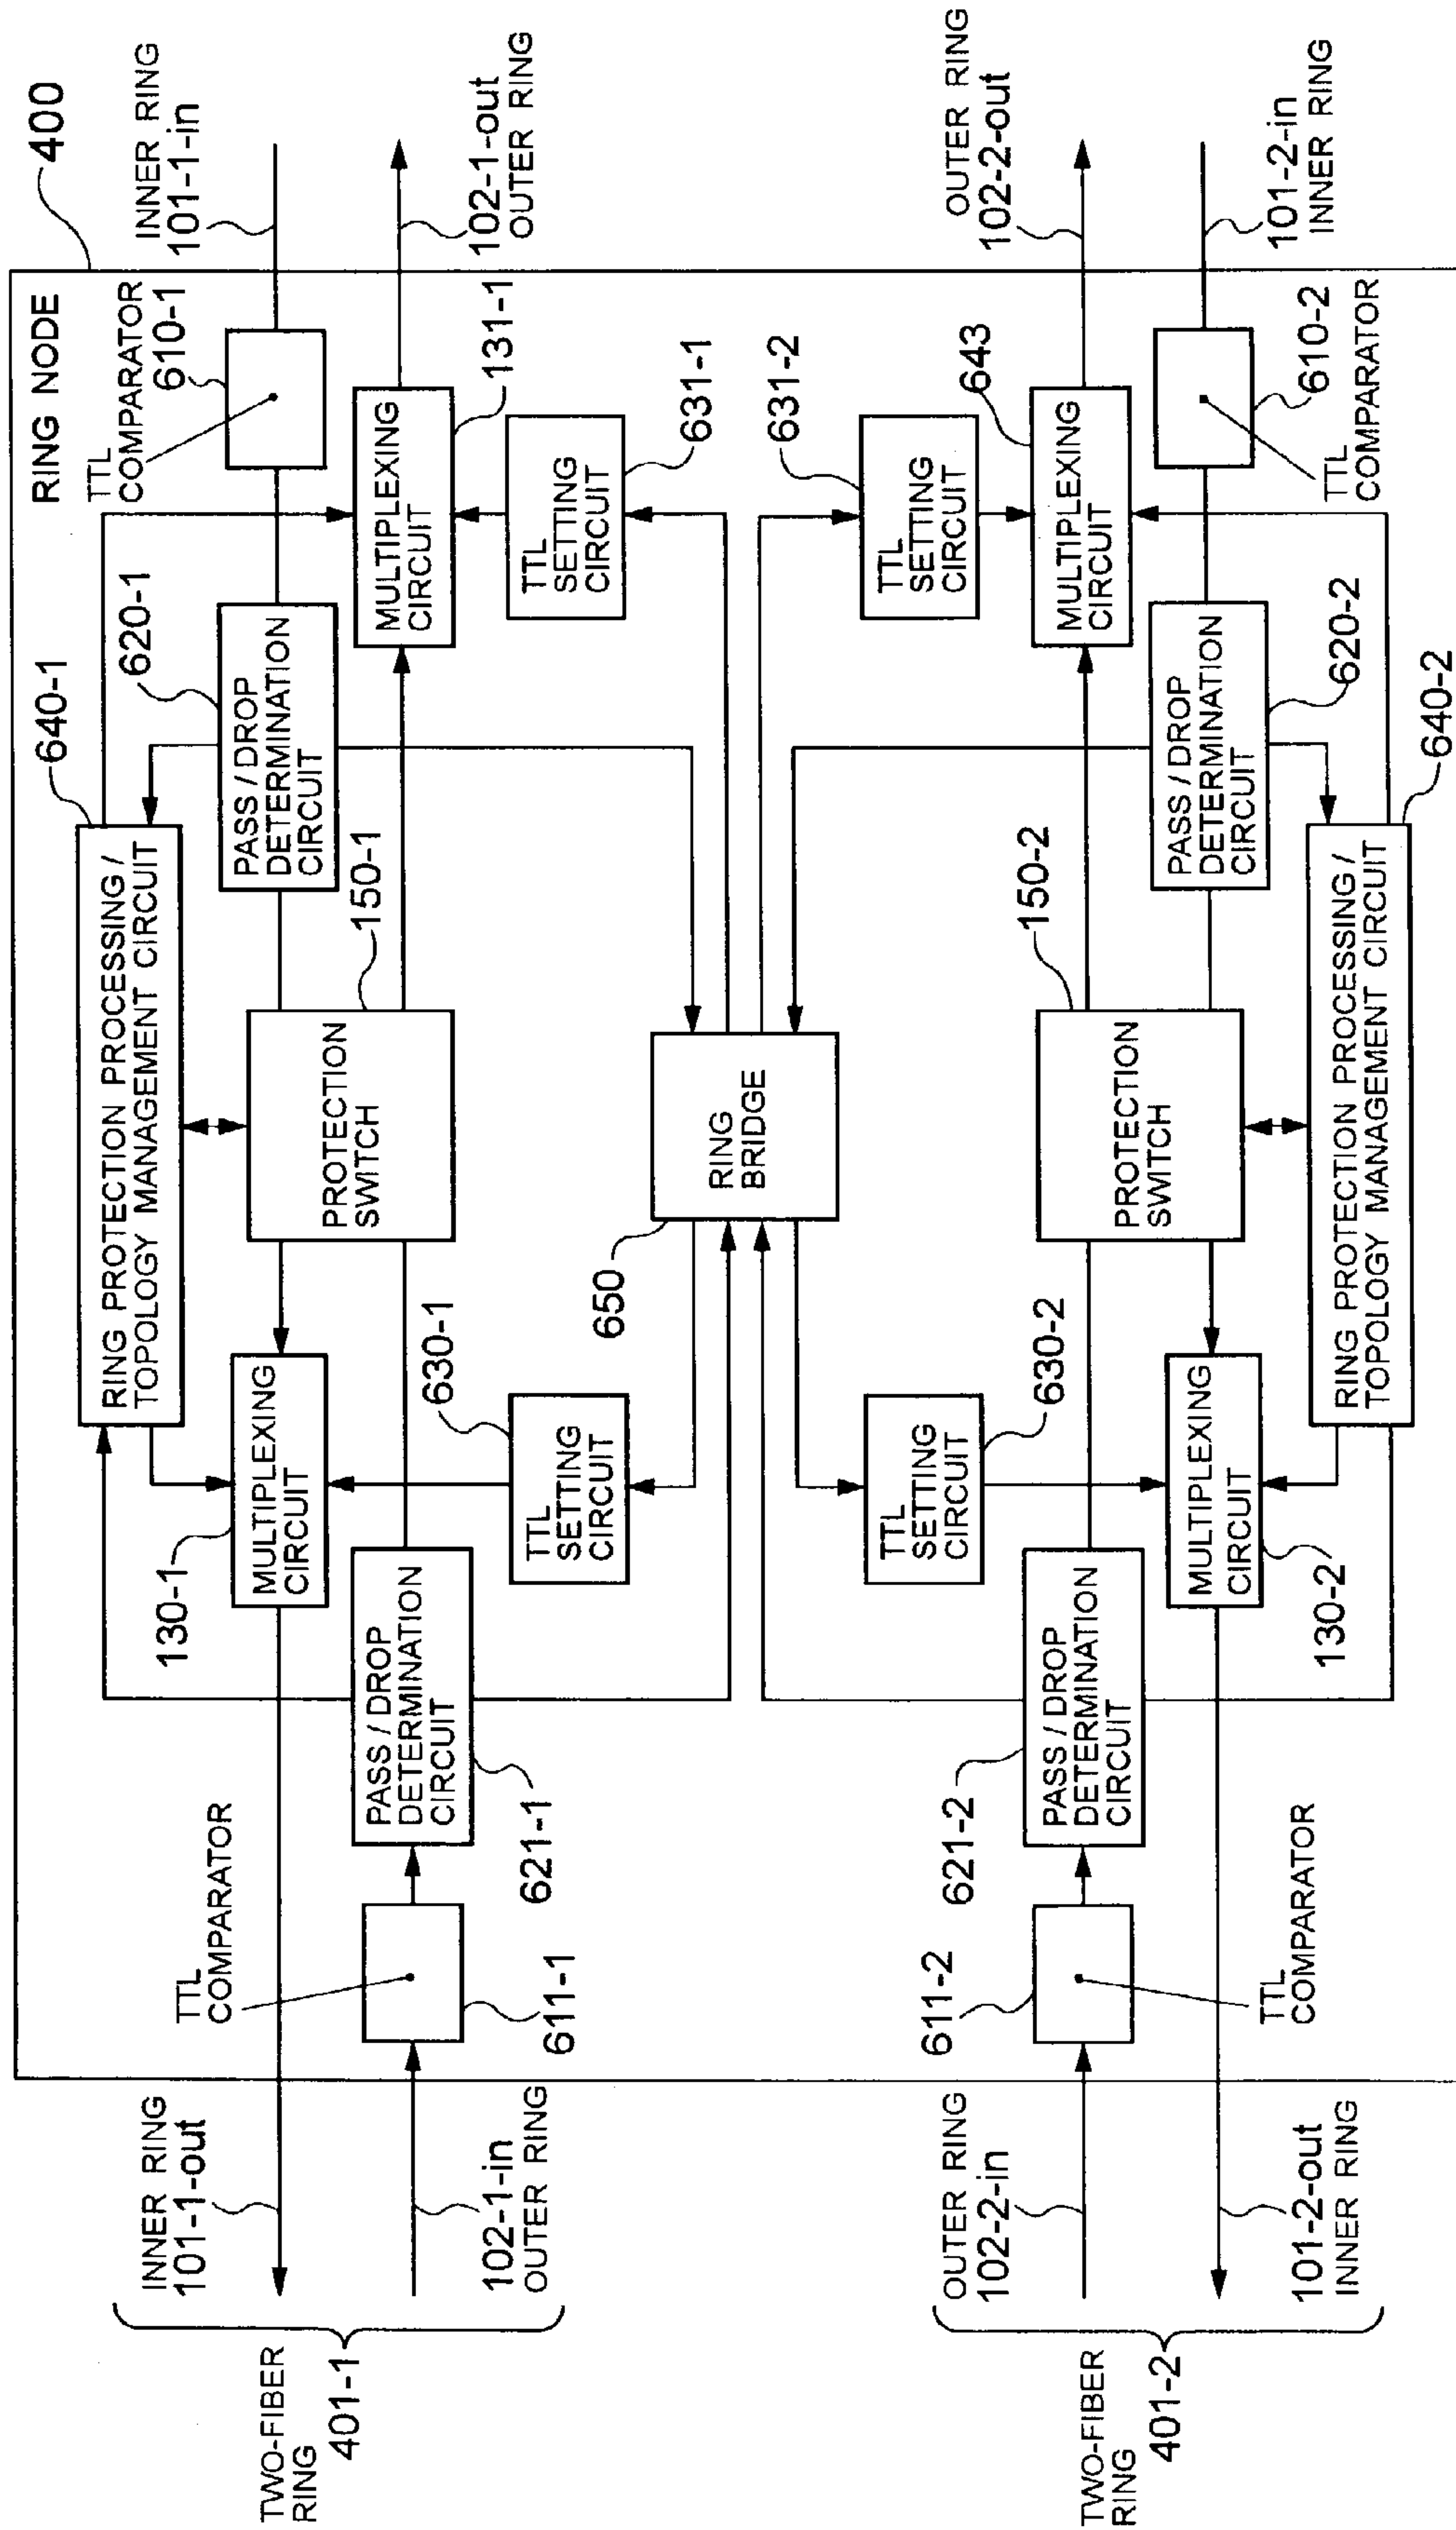 RING NODE
400
TWO-FIBER
RING
401-1
INNER RING
101-1-out
102-1-in
OUTER RING
TTL
COMPARATOR
611-1
PASS / DROP
DETERMINATION
CIRCUIT
621-1
130-1
MULTIPLEXING
CIRCUIT
TTL
SETTING
CIRCUIT
630-1
RING PROTECTION PROCESSING /
TOPOLOGY MANAGEMENT CIRCUIT
640-1
PROTECTION
SWITCH
150-1
PASS / DROP
DETERMINATION
CIRCUIT
620-1
TTL
COMPARATOR
610-1
MULTIPLEXING
CIRCUIT
131-1
TTL
SETTING
CIRCUIT
631-1
INNER RING
101-1-in
102-1-out
OUTER RING
650
RING
BRIDGE
TWO-FIBER
RING
401-2
OUTER RING
102-2-in
101-2-out
INNER RING
611-2
TTL
COMPARATOR
621-2
PASS / DROP
DETERMINATION
CIRCUIT
TTL
SETTING
CIRCUIT
630-2
MULTIPLEXING
CIRCUIT
130-2
PROTECTION
SWITCH
150-2
RING PROTECTION PROCESSING /
TOPOLOGY MANAGEMENT CIRCUIT
640-2
PASS / DROP
DETERMINATION
CIRCUIT
620-2
TTL
SETTING
CIRCUIT
631-2
MULTIPLEXING
CIRCUIT
643
TTL
COMPARATOR
610-2
OUTER RING
102-2-out
101-2-in
INNER RING